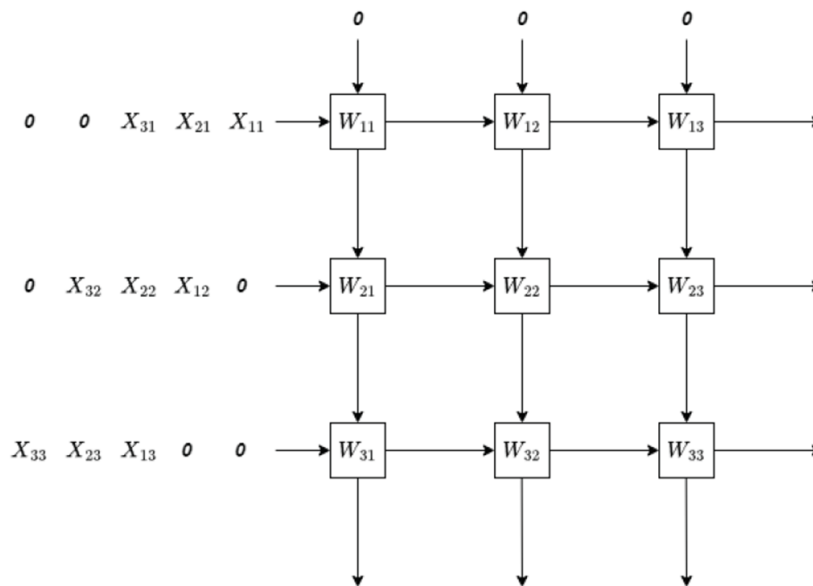 0 0 0
0 0 X₃₁ X₂₁ X₁₁ W₁₁ W₁₂ W₁₃
0 X₃₂ X₂₂ X₁₂ 0 W₂₁ W₂₂ W₂₃
X₃₃ X₂₃ X₁₃ 0 0 W₃₁ W₃₂ W₃₃